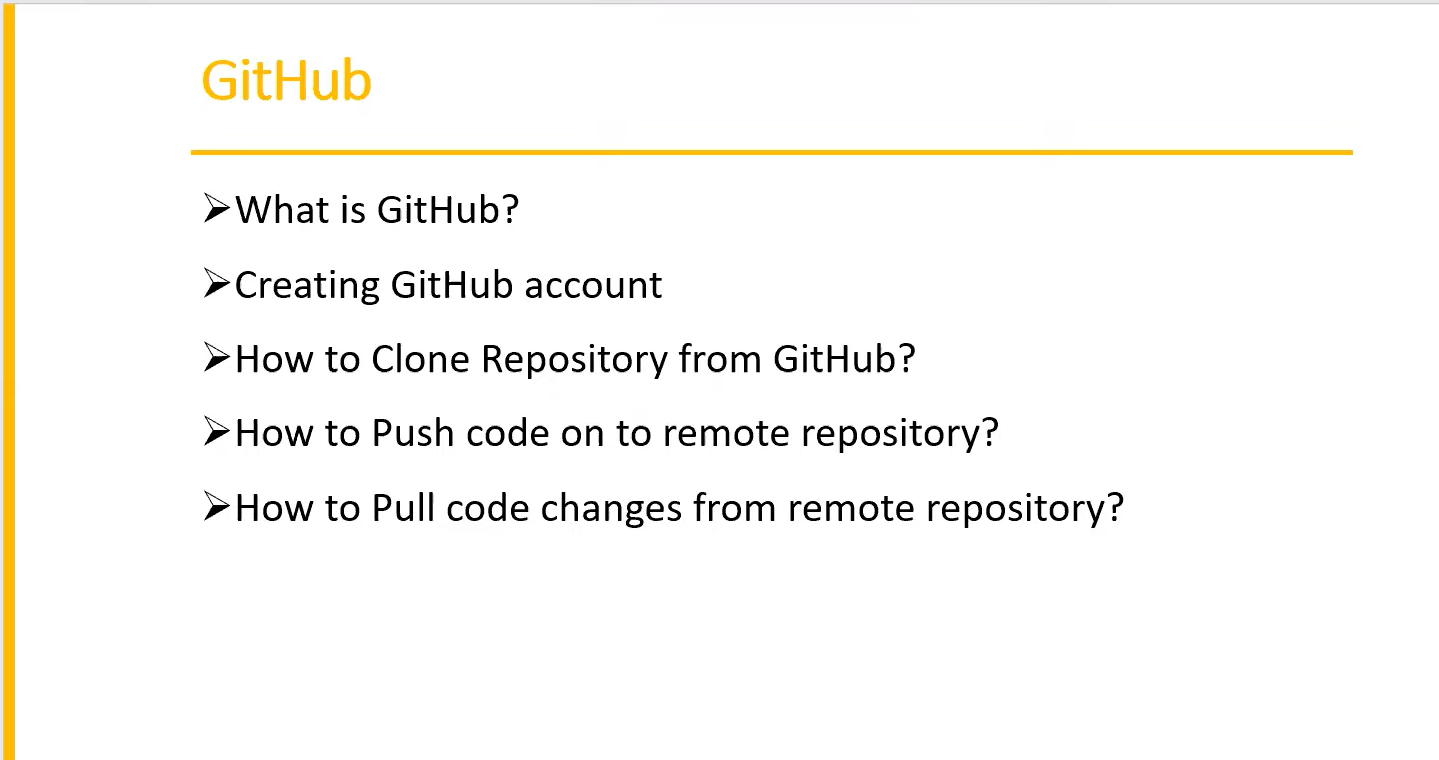 GitHub
➢What is GitHub?
➢Creating GitHub account
➢How to Clone Repository from GitHub?
➢How to Push code on to remote repository?
➢How to Pull code changes from remote repository?